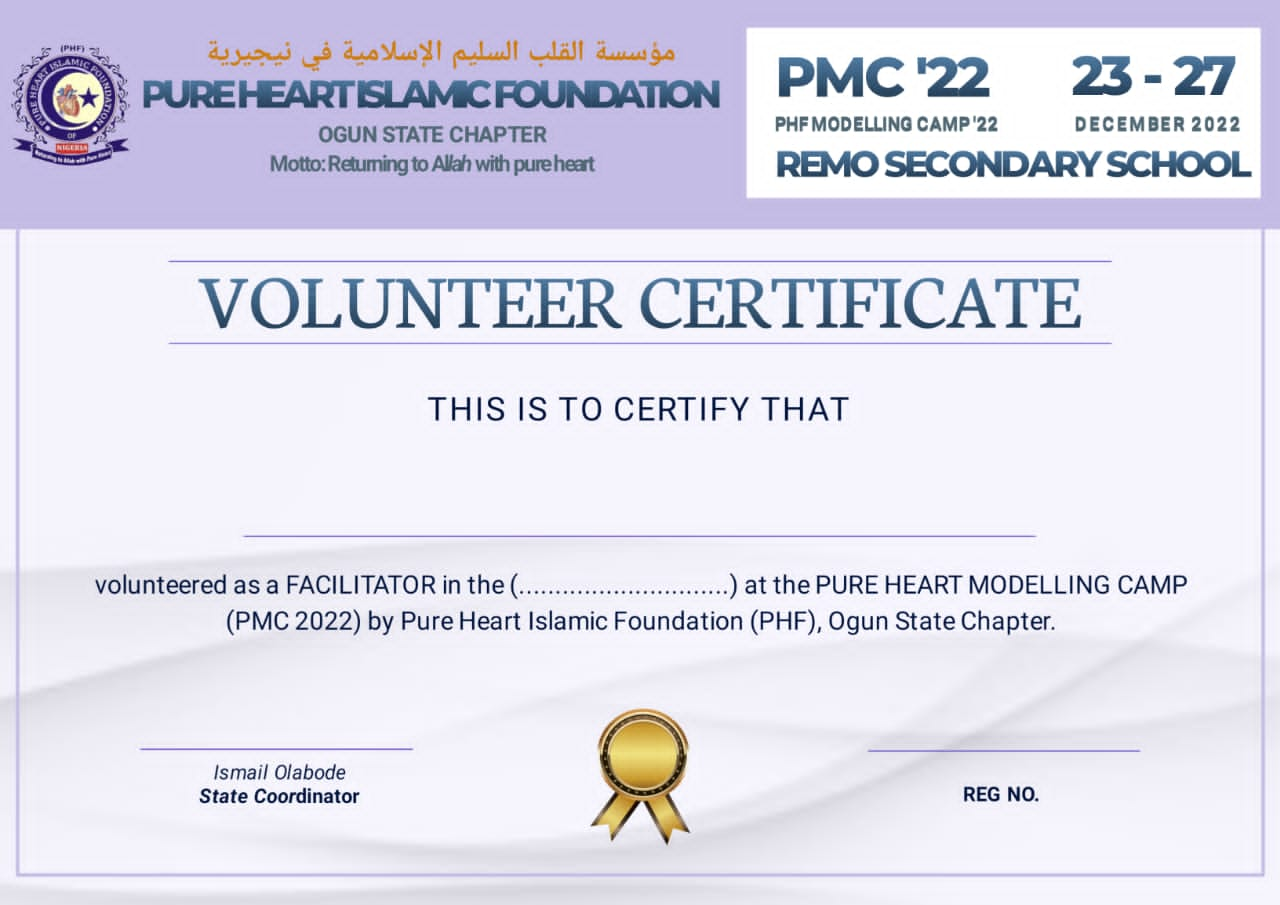 (PHF)
PURE HEART ISLAMIC FOUNDATION
OF
NIGERIA
Returning to Allah with Pure Heart
مؤسسة القلب السليم الإسلامية في نيجيرية
PURE HEART ISLAMIC FOUNDATION
OGUN STATE CHAPTER
Motto: Returning to Allah with pure heart
PMC '22
PHF MODELLING CAMP '22
23 - 27
DECEMBER 2022
REMO SECONDARY SCHOOL
VOLUNTEER CERTIFICATE
THIS IS TO CERTIFY THAT
volunteered as a FACILITATOR in the (.............................) at the PURE HEART MODELLING CAMP
(PMC 2022) by Pure Heart Islamic Foundation (PHF), Ogun State Chapter.
Ismail Olabode
State Coordinator
REG NO.